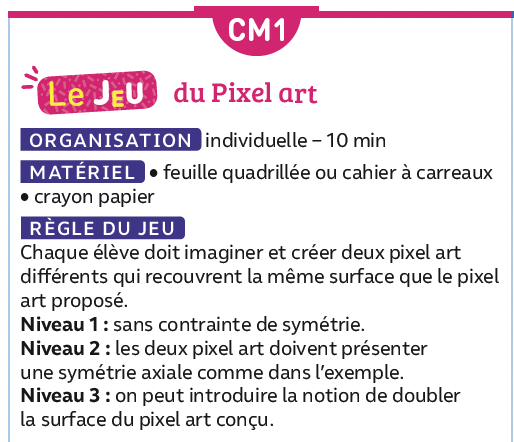 CM1
Le JEU du Pixel art
ORGANISATION individuelle – 10 min
MATÉRIEL • feuille quadrillée ou cahier à carreaux
• crayon papier
RÈGLE DU JEU
Chaque élève doit imaginer et créer deux pixel art
différents qui recouvrent la même surface que le pixel
art proposé.
Niveau 1 : sans contrainte de symétrie.
Niveau 2 : les deux pixel art doivent présenter
une symétrie axiale comme dans l'exemple.
Niveau 3 : on peut introduire la notion de doubler
la surface du pixel art conçu.